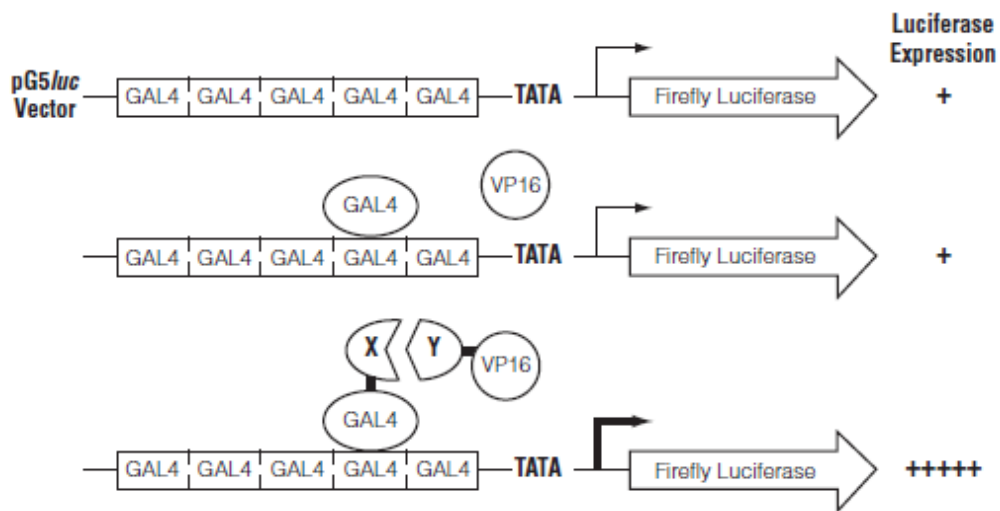 Luciferase
Expression
pG5luc
Vector
GAL4 GAL4 GAL4 GAL4 GAL4 TATA Firefly Luciferase +
VP16
GAL4
GAL4 GAL4 GAL4 GAL4 GAL4 TATA Firefly Luciferase +
X Y VP16
GAL4
GAL4 GAL4 GAL4 GAL4 GAL4 TATA Firefly Luciferase +++++